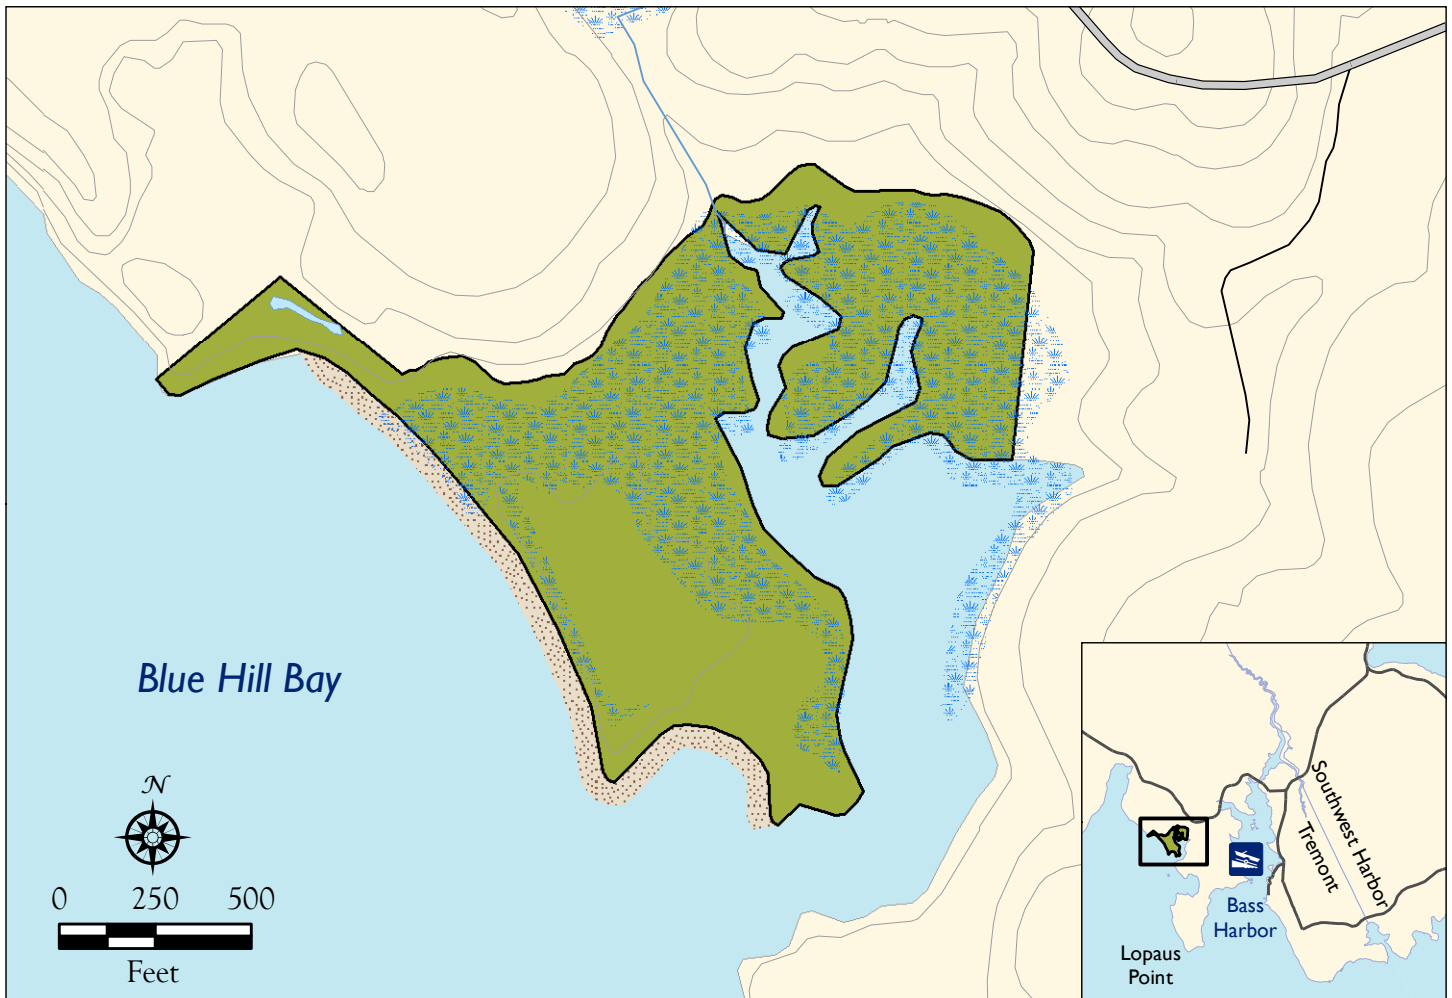 Blue Hill Bay
N
0 250 500
Feet
Southwest Harbor
Tremont
Bass
Harbor
Lopaus
Point